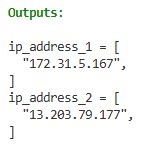 Outputs:
ip_address_1 = [
  "172.31.5.167",
]
ip_address_2 = [
  "13.203.79.177",
]